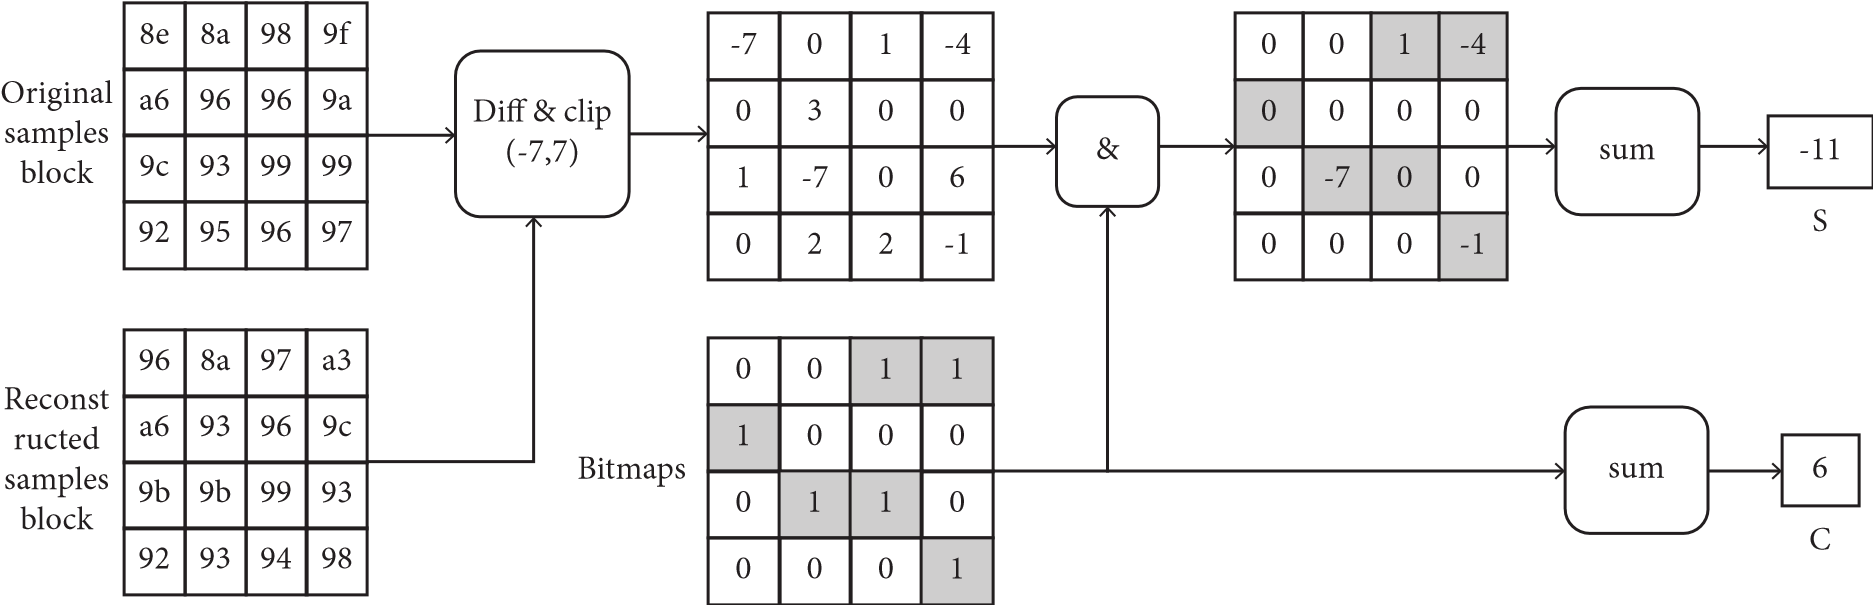 Original
samples
block
8e 8a 98 9f
a6 96 96 9a
9c 93 99 99
92 95 96 97
Diff & clip
(-7,7)
-7 0 1 -4
0 3 0 0
1 -7 0 6
0 2 2 -1
&
0 0 1 -4
0 0 0 0
0 -7 0 0
0 0 0 -1
sum
-11
S
Reconst
ructed
samples
block
96 8a 97 a3
a6 93 96 9c
9b 9b 99 93
92 93 94 98
Bitmaps
0 0 1 1
1 0 0 0
0 1 1 0
0 0 0 1
sum
6
C